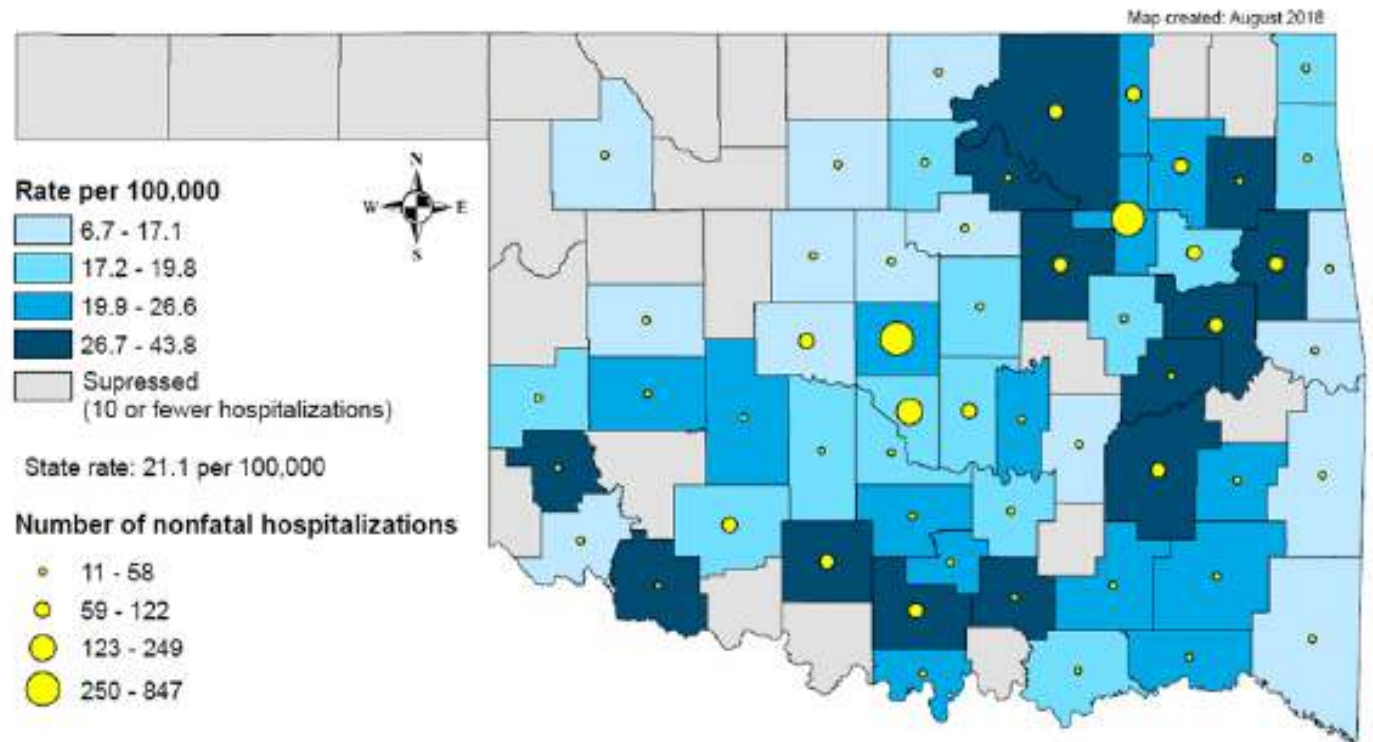 Map created: August 2018
N
W E
S
Rate per 100,000
6.7 - 17.1
17.2 - 19.8
19.9 - 26.6
26.7 - 43.8
Supressed
(10 or fewer hospitalizations)
State rate: 21.1 per 100,000
Number of nonfatal hospitalizations
11 - 58
59 - 122
123 - 249
250 - 847